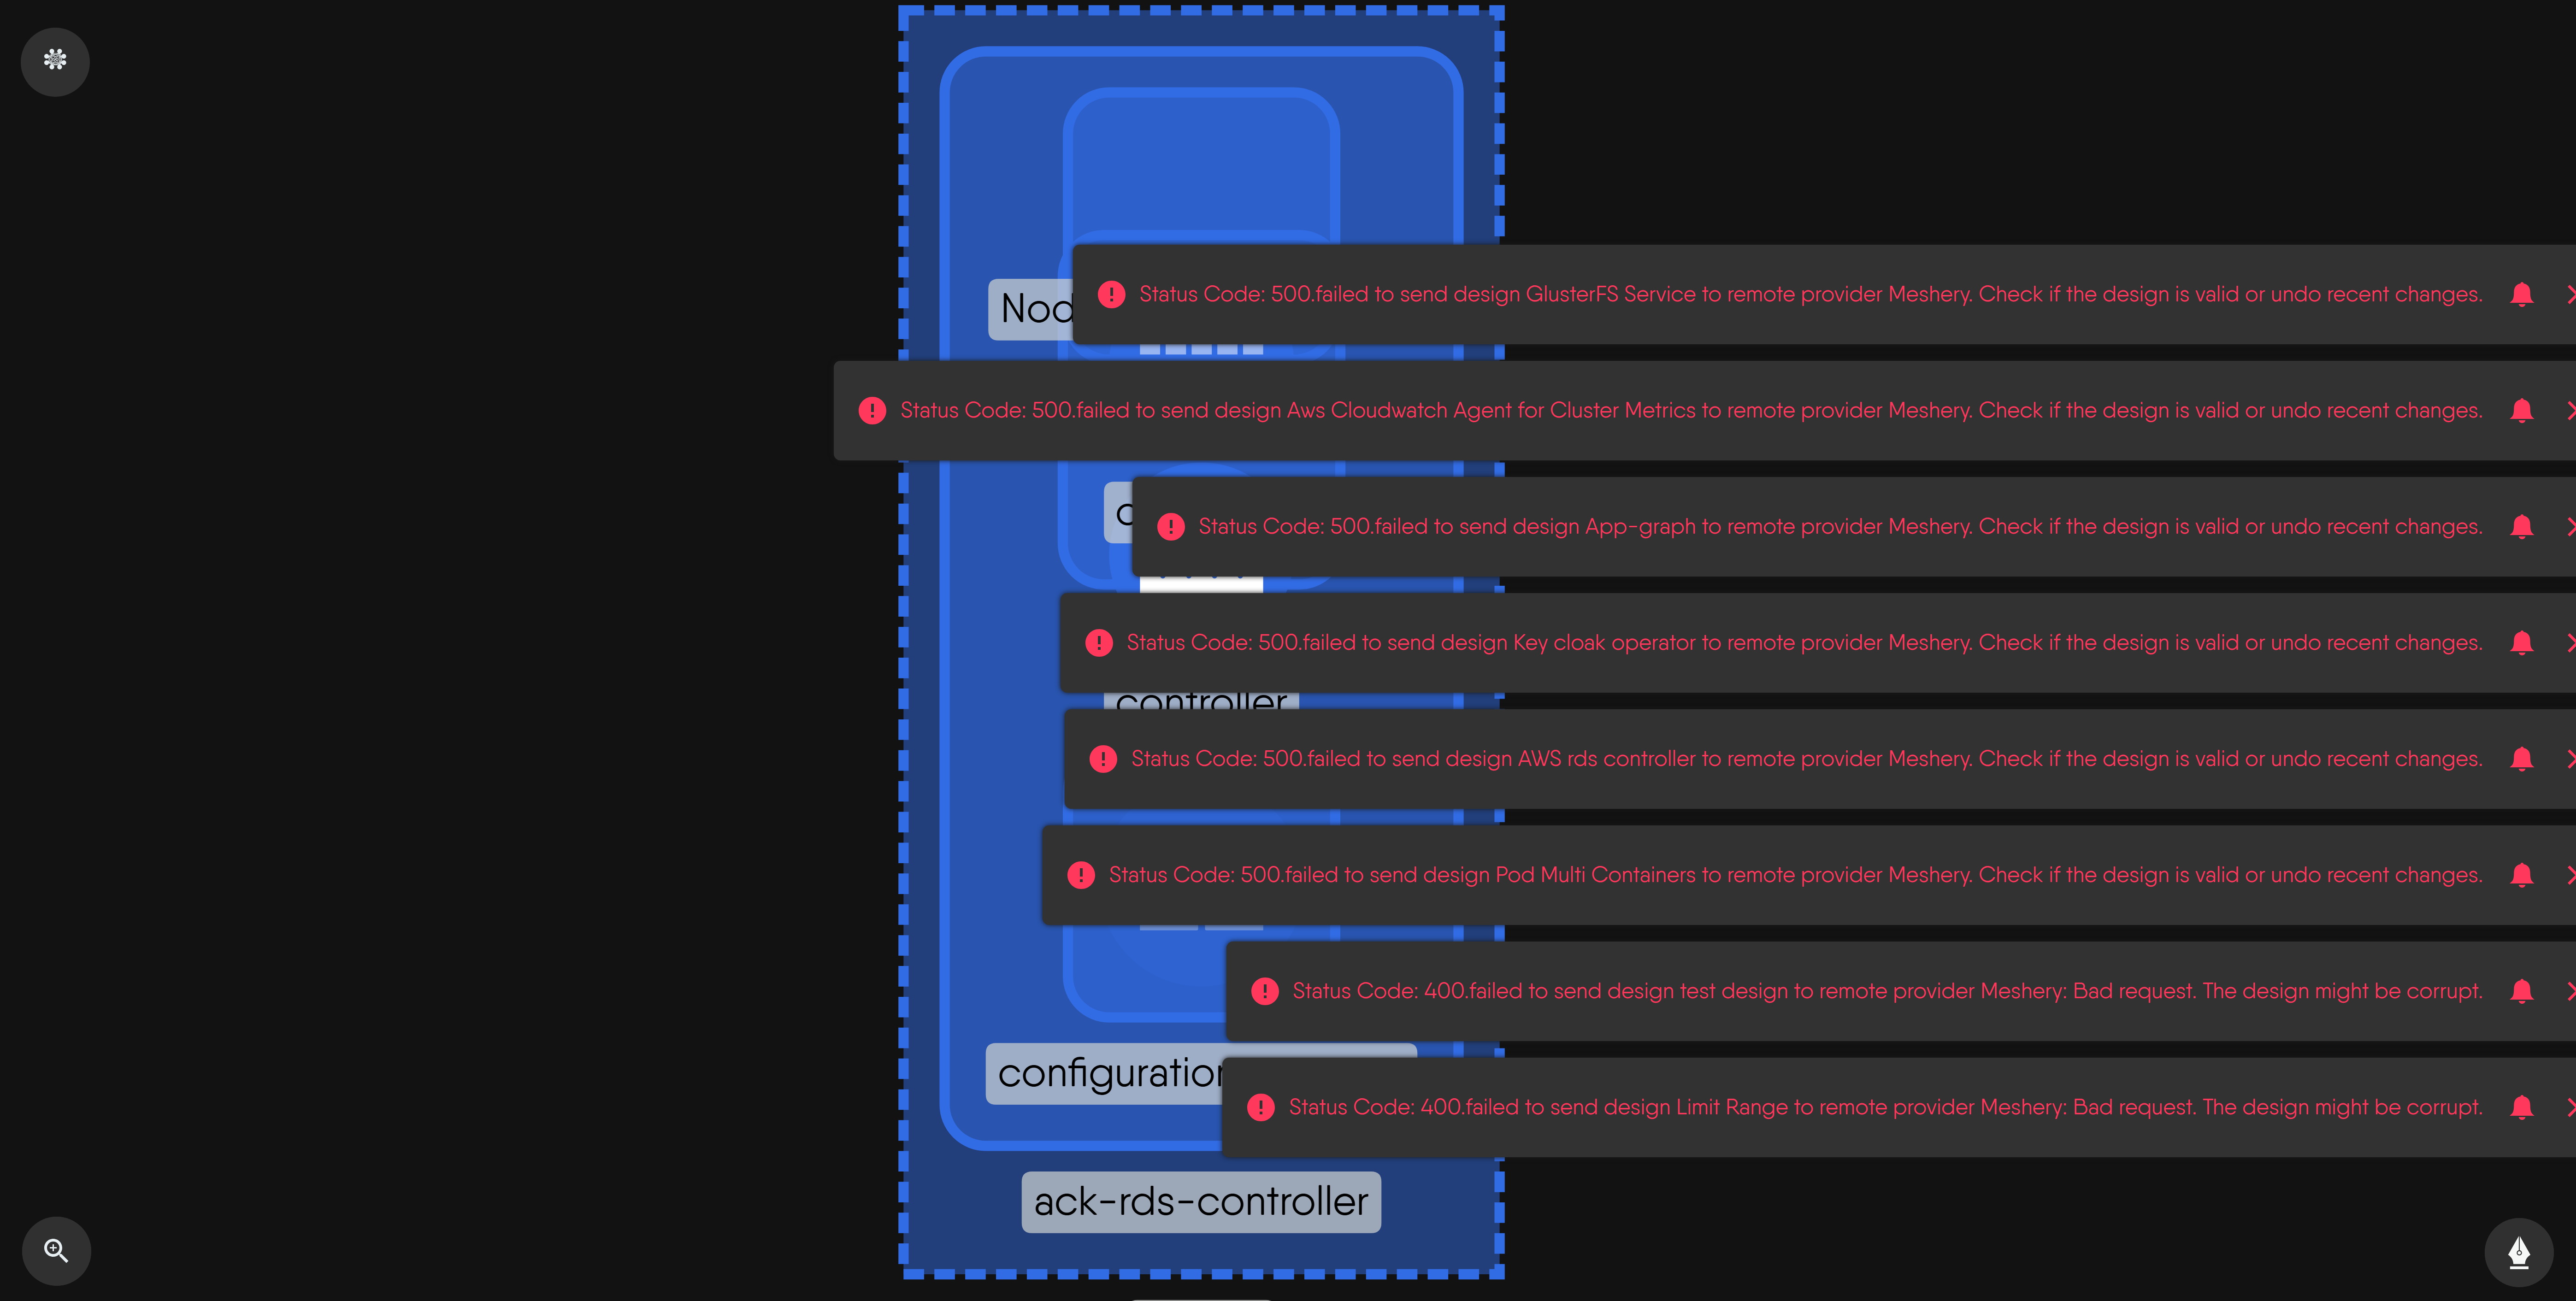 Status Code: 500.failed to send design GlusterFS Service to remote provider Meshery. Check if the design is valid or undo recent changes.
Status Code: 500.failed to send design Aws Cloudwatch Agent for Cluster Metrics to remote provider Meshery. Check if the design is valid or undo recent changes.
Status Code: 500.failed to send design App-graph to remote provider Meshery. Check if the design is valid or undo recent changes.
Status Code: 500.failed to send design Key cloak operator to remote provider Meshery. Check if the design is valid or undo recent changes.
controller
Status Code: 500.failed to send design AWS rds controller to remote provider Meshery. Check if the design is valid or undo recent changes.
Status Code: 500.failed to send design Pod Multi Containers to remote provider Meshery. Check if the design is valid or undo recent changes.
Status Code: 400.failed to send design test design to remote provider Meshery: Bad request. The design might be corrupt.
configuration
Status Code: 400.failed to send design Limit Range to remote provider Meshery: Bad request. The design might be corrupt.
ack-rds-controller